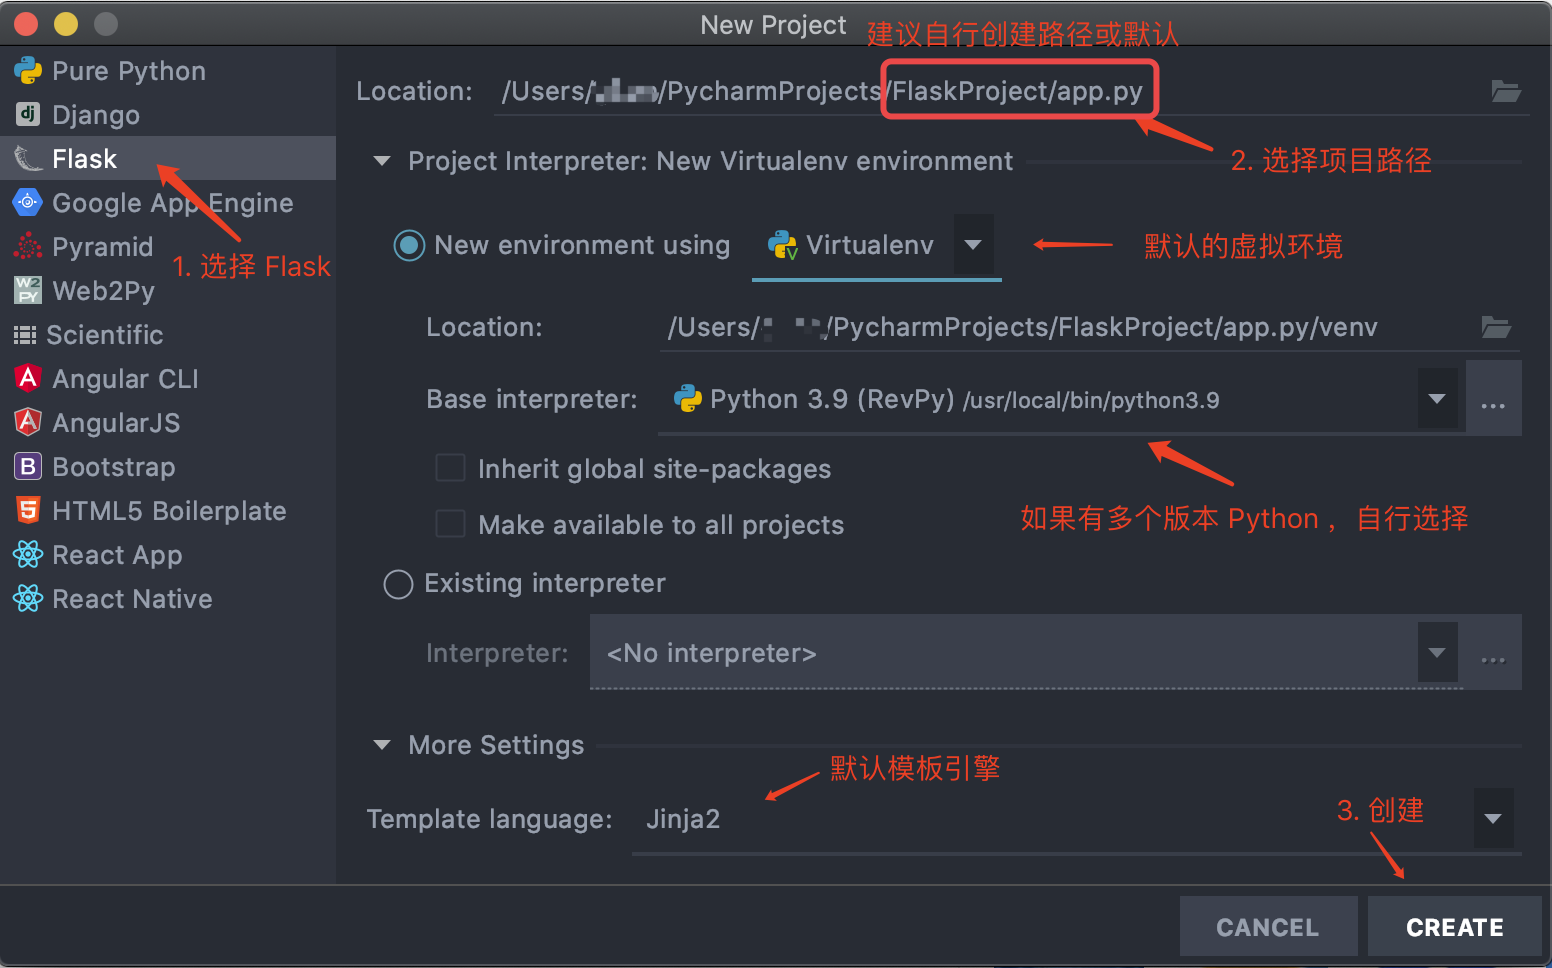 New Project
建议自行创建路径或默认
Pure Python
Django
Flask
Google App Engine
Pyramid
Web2Py
Scientific
Angular CLI
AngularJS
Bootstrap
HTML5 Boilerplate
React App
React Native
1. 选择 Flask
Location: /Users/ /PycharmProjects/FlaskProject/app.py
2. 选择项目路径
Project Interpreter: New Virtualenv environment
New environment using Virtualenv
默认的虚拟环境
Location: /Users/ /PycharmProjects/FlaskProject/app.py/venv
Base interpreter: Python 3.9 (RevPy) /usr/local/bin/python3.9 ...
Inherit global site-packages
如果有多个版本 Python ，自行选择
Make available to all projects
Existing interpreter
Interpreter: <No interpreter> ...
More Settings
默认模板引擎
Template language: Jinja2
3. 创建
CANCEL CREATE